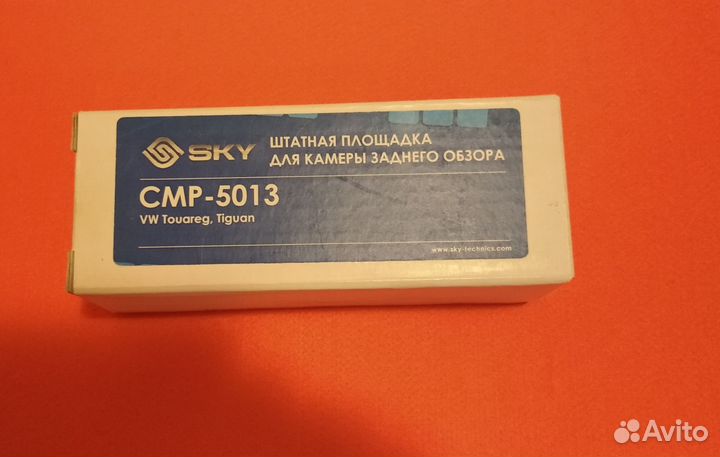 SKY
ШТАТНАЯ ПЛОЩАДКА
ДЛЯ КАМЕРЫ ЗАДНЕГО ОБЗОРА
CMP-5013
VW Touareg, Tiguan
www.sky-technics.com
Avito